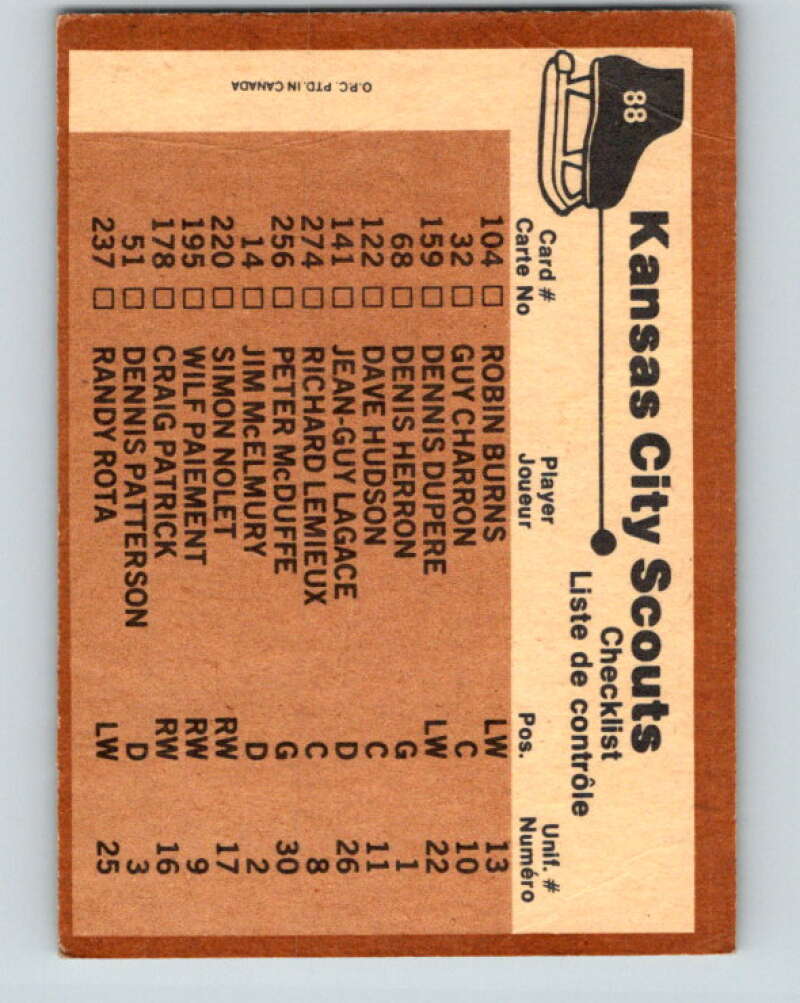 88
Kansas City Scouts
Checklist
Liste de contrôle
Card # Player Pos. Unif. #
Carte No Joueur Numéro
104 □ ROBIN BURNS LW 13
32 □ GUY CHARRON C 10
159 □ DENNIS DUPERE LW 22
68 □ DENIS HERRON G 1
122 □ DAVE HUDSON C 11
141 □ JEAN-GUY LAGACE D 26
274 □ RICHARD LEMIEUX C 8
256 □ PETER McDUFFE G 30
14 □ JIM McELMURY D 2
220 □ SIMON NOLET RW 17
195 □ WILF PAIEMENT RW 9
178 □ CRAIG PATRICK RW 16
51 □ DENNIS PATTERSON D 3
237 □ RANDY ROTA LW 25
O.P.C. PTD. IN CANADA